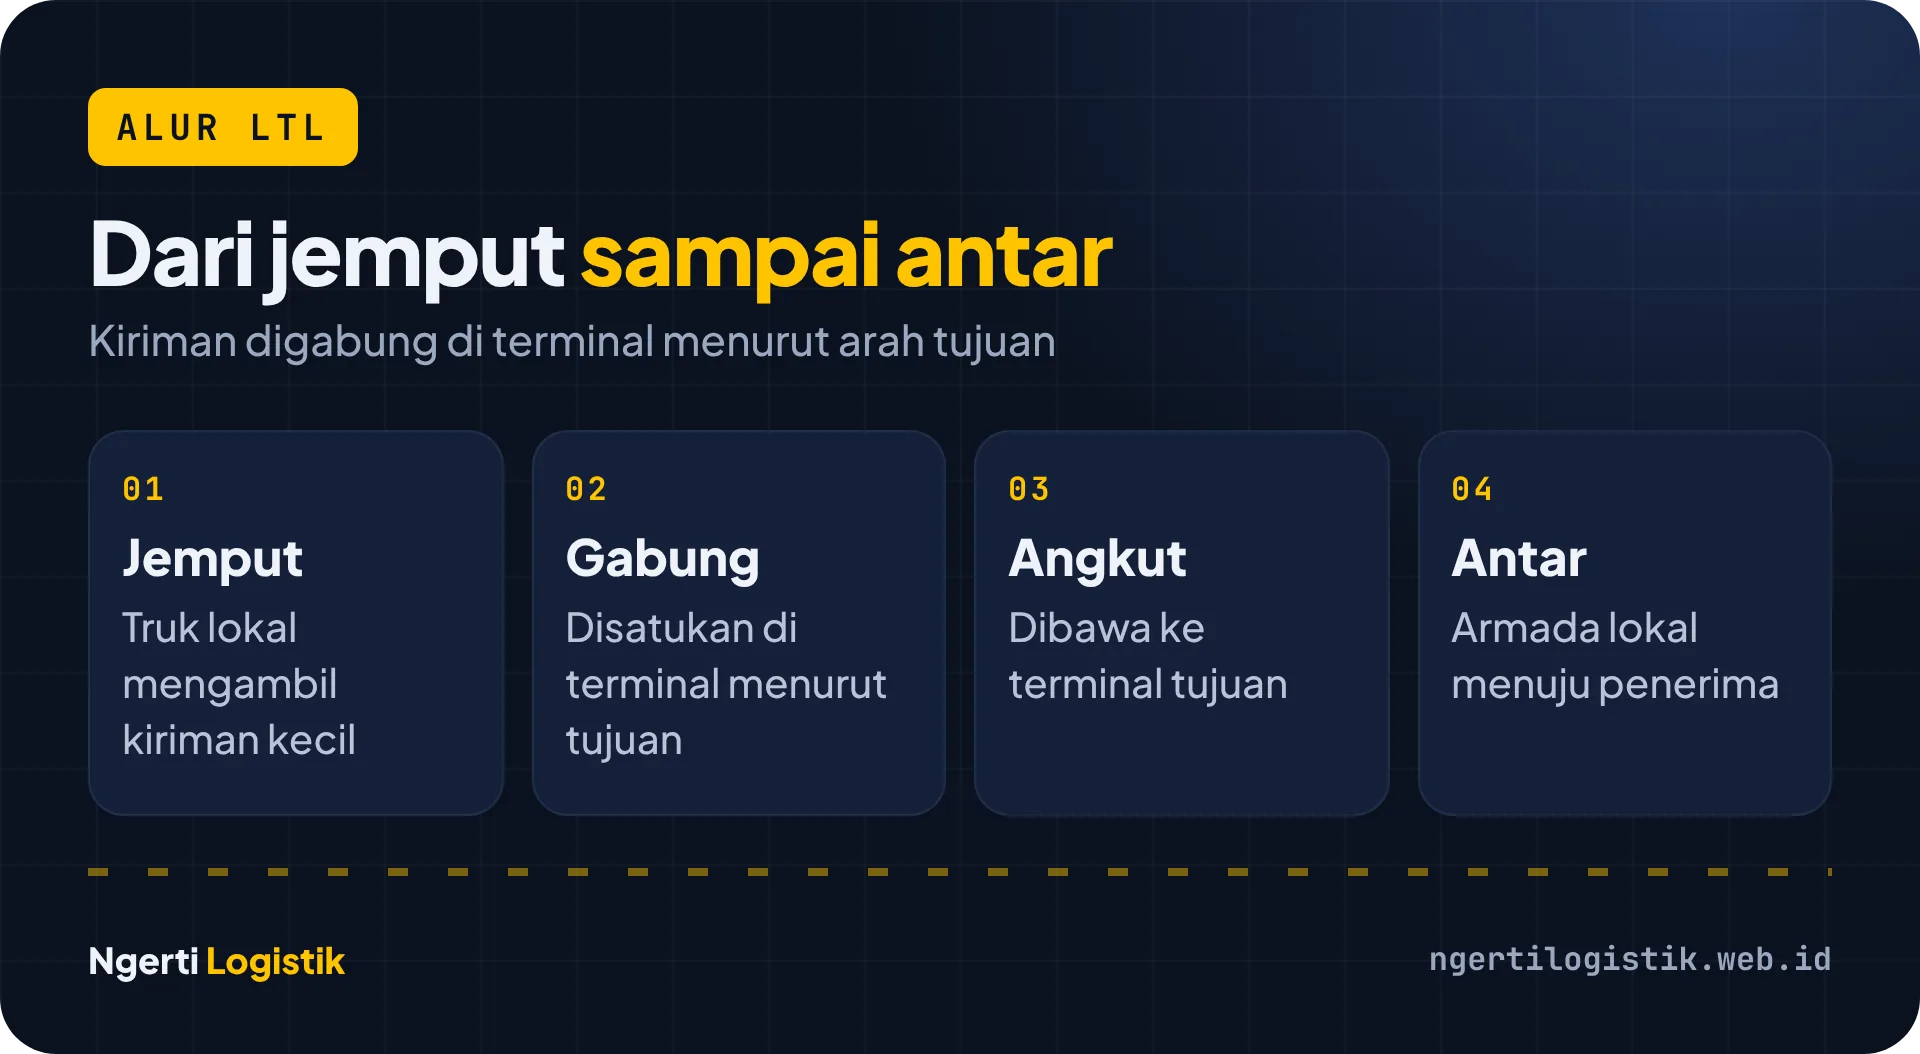 ALUR LTL
Dari jemput sampai antar
Kiriman digabung di terminal menurut arah tujuan
01
Jemput
Truk lokal
mengambil
kiriman kecil
02
Gabung
Disatukan di
terminal menurut
tujuan
03
Angkut
Dibawa ke
terminal tujuan
04
Antar
Armada lokal
menuju penerima
Ngerti Logistik
ngertilogistik.web.id